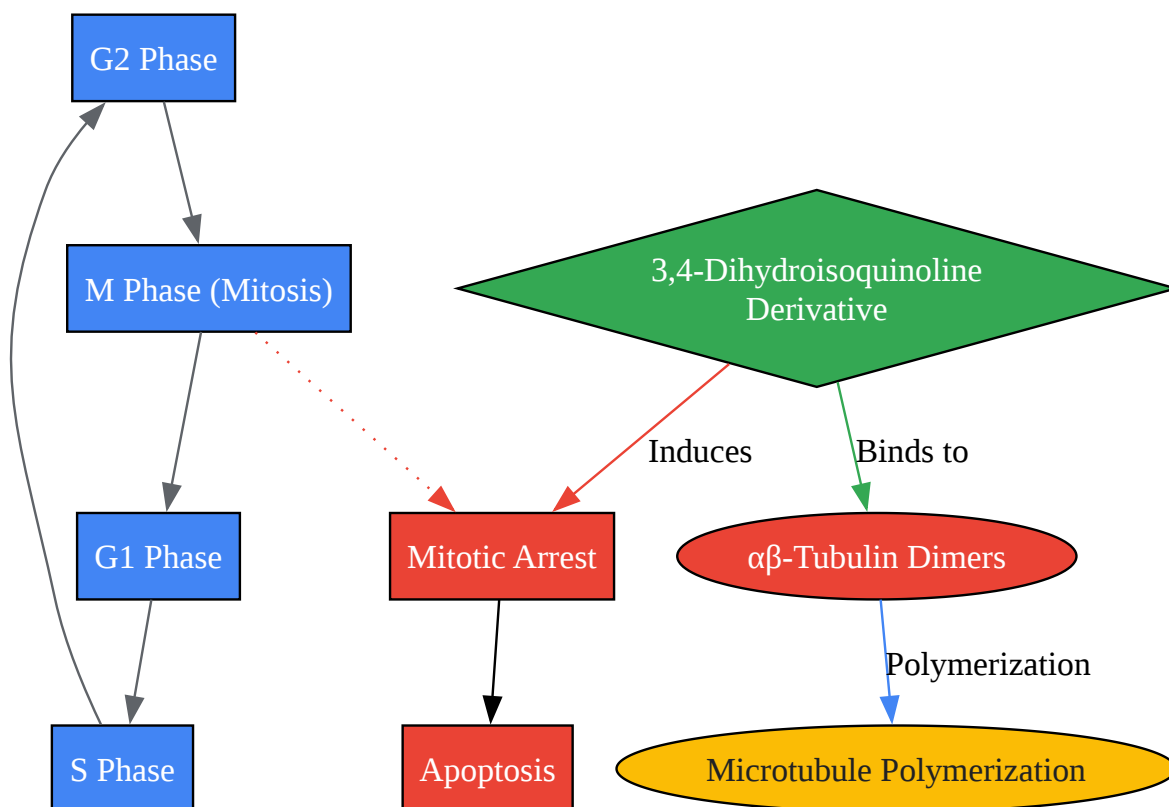 G2 Phase
M Phase (Mitosis)
3,4-Dihydroisoquinoline
Derivative
Induces
Binds to
G1 Phase
Mitotic Arrest
αβ-Tubulin Dimers
Polymerization
S Phase
Apoptosis
Microtubule Polymerization